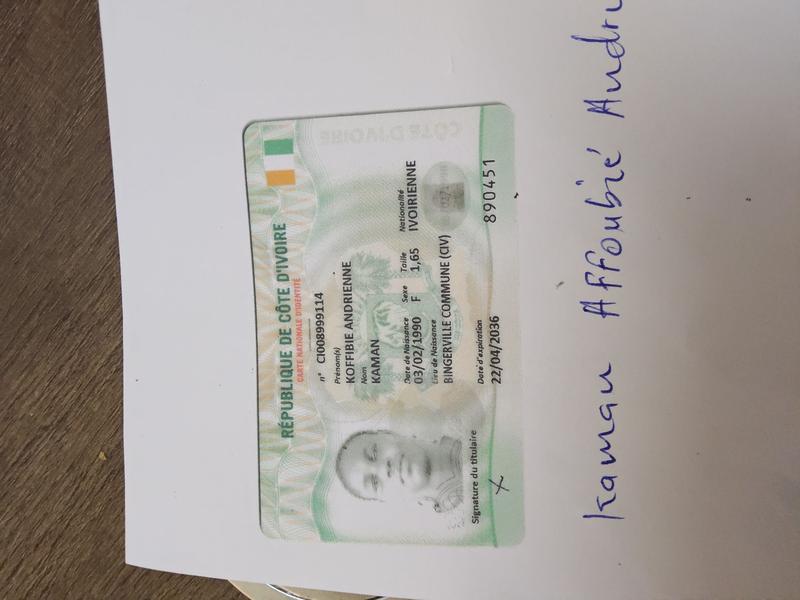 RÉPUBLIQUE DE CÔTE D'IVOIRE
CARTE NATIONALE D'IDENTITÉ
n° CI008999114
Prénom(s)
KOFFIBIE ANDRIENNE
Nom
KAMAN
Date de Naissance Sexe Taille Nationalité
03/02/1990 F 1,65 IVOIRIENNE
Lieu de Naissance
BINGERVILLE COMMUNE (CIV)
Date d'expiration
22/04/2036
890451
Signature du titulaire
X
CÔTE D'IVOIRE
Kaman Affoubié Andri